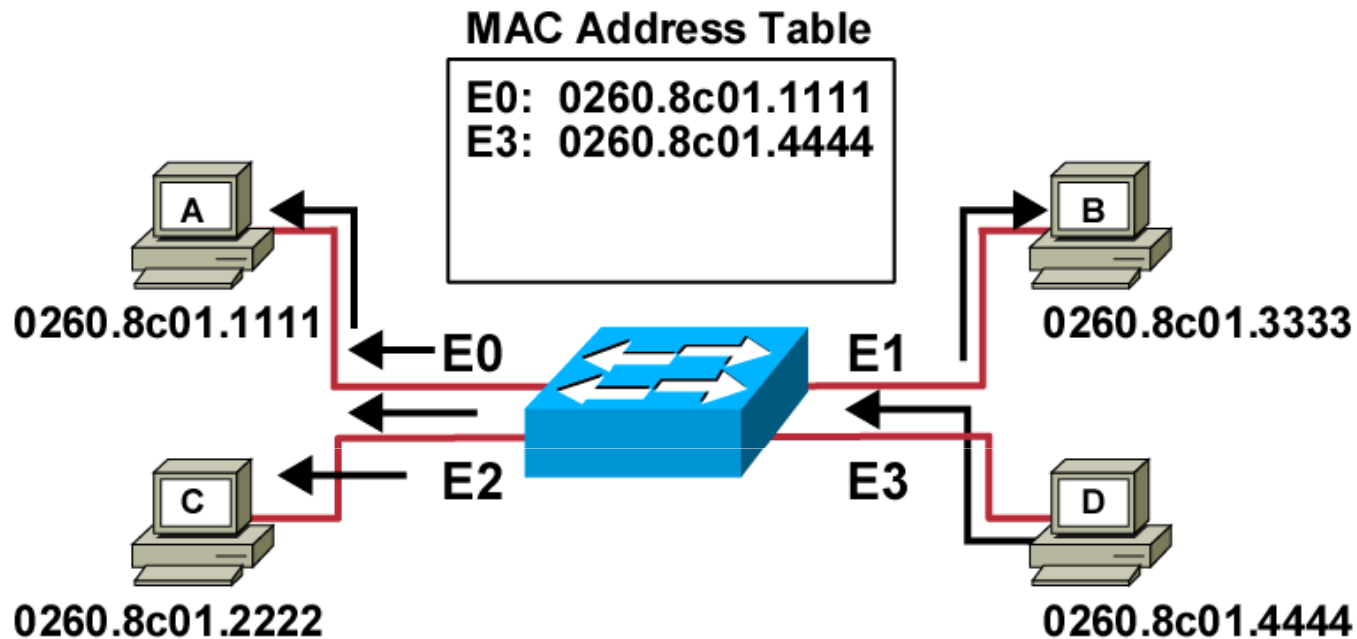 MAC Address Table
E0: 0260.8c01.1111
E3: 0260.8c01.4444
A
B
0260.8c01.1111
0260.8c01.3333
E0
E1
E2
E3
C
D
0260.8c01.2222
0260.8c01.4444